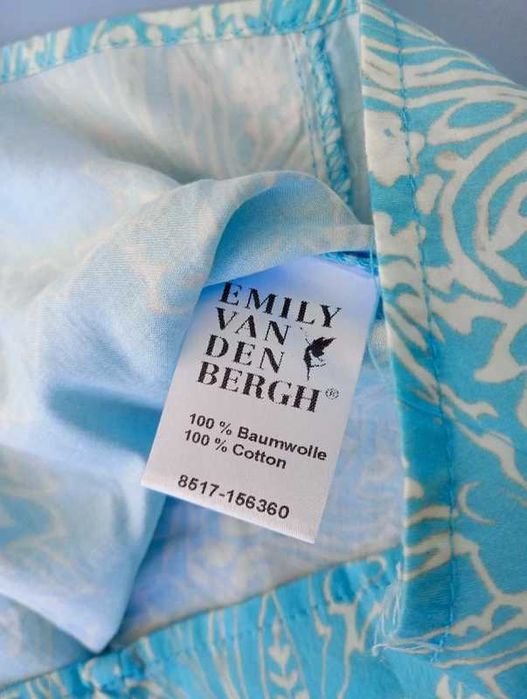 EMILY
VAN
DEN
BERGH®
100 % Baumwolle
100 % Cotton
8517-156360